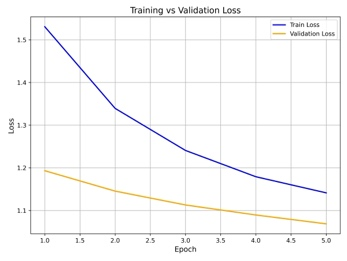 Training vs Validation Loss
Train Loss
Validation Loss
1.5
1.4
1.3
1.2
1.1
Loss
1.0 1.5 2.0 2.5 3.0 3.5 4.0 4.5 5.0
Epoch